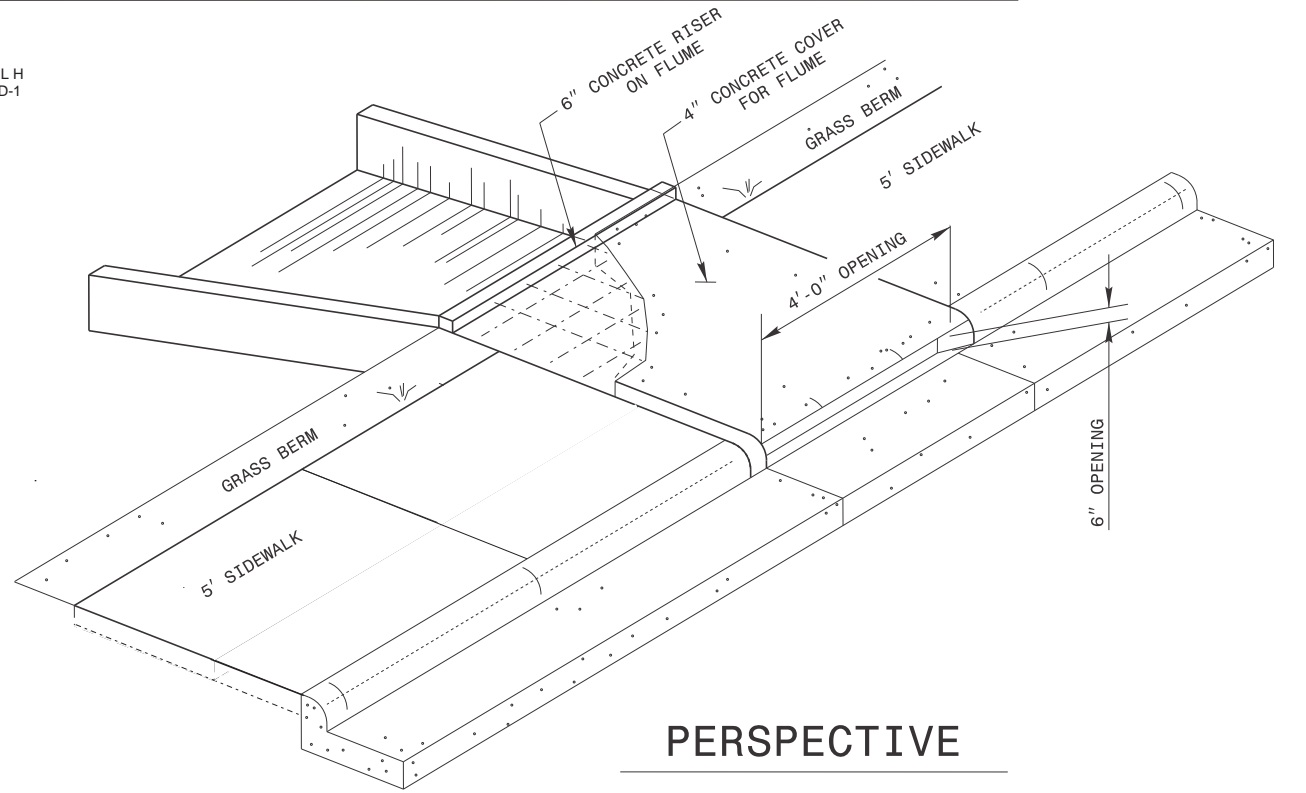 L H
D-1
6" CONCRETE RISER
ON FLUME
4" CONCRETE COVER
FOR FLUME
GRASS BERM
5' SIDEWALK
4'-0" OPENING
6" OPENING
GRASS BERM
5' SIDEWALK
PERSPECTIVE